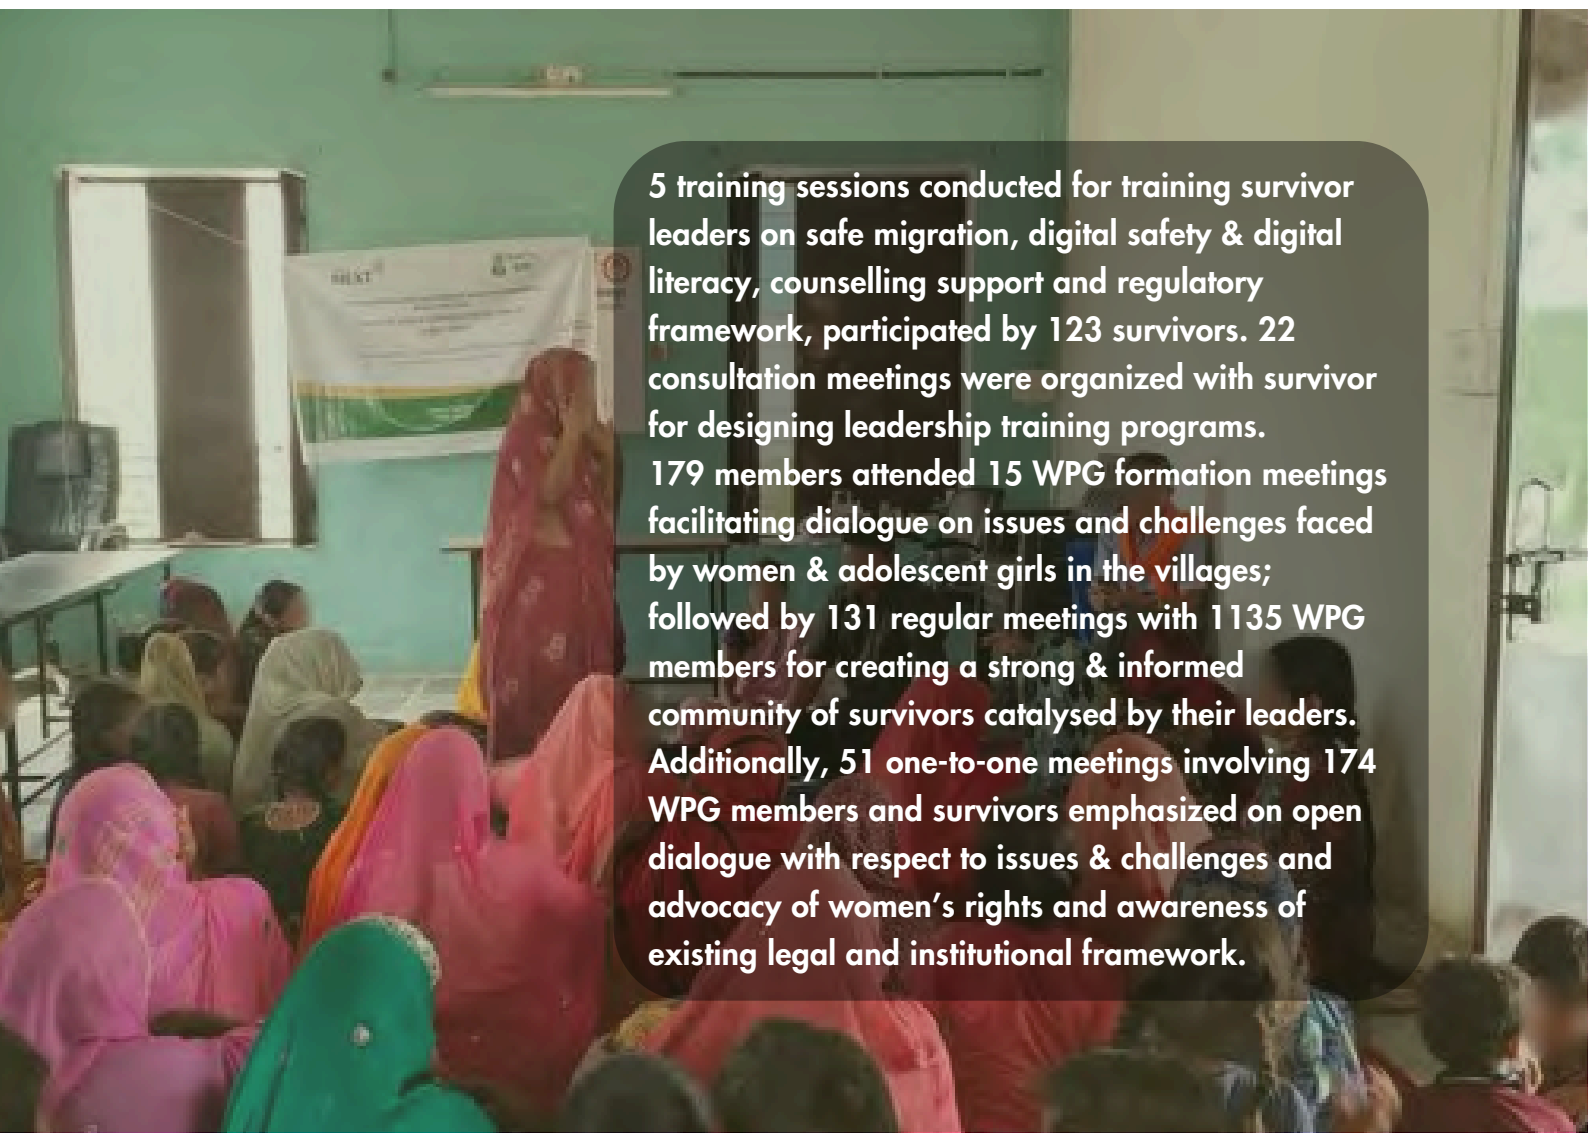 5 training sessions conducted for training survivor
leaders on safe migration, digital safety & digital
literacy, counselling support and regulatory
framework, participated by 123 survivors. 22
consultation meetings were organized with survivor
for designing leadership training programs.
179 members attended 15 WPG formation meetings
facilitating dialogue on issues and challenges faced
by women & adolescent girls in the villages;
followed by 131 regular meetings with 1135 WPG
members for creating a strong & informed
community of survivors catalysed by their leaders.
Additionally, 51 one-to-one meetings involving 174
WPG members and survivors emphasized on open
dialogue with respect to issues & challenges and
advocacy of women’s rights and awareness of
existing legal and institutional framework.